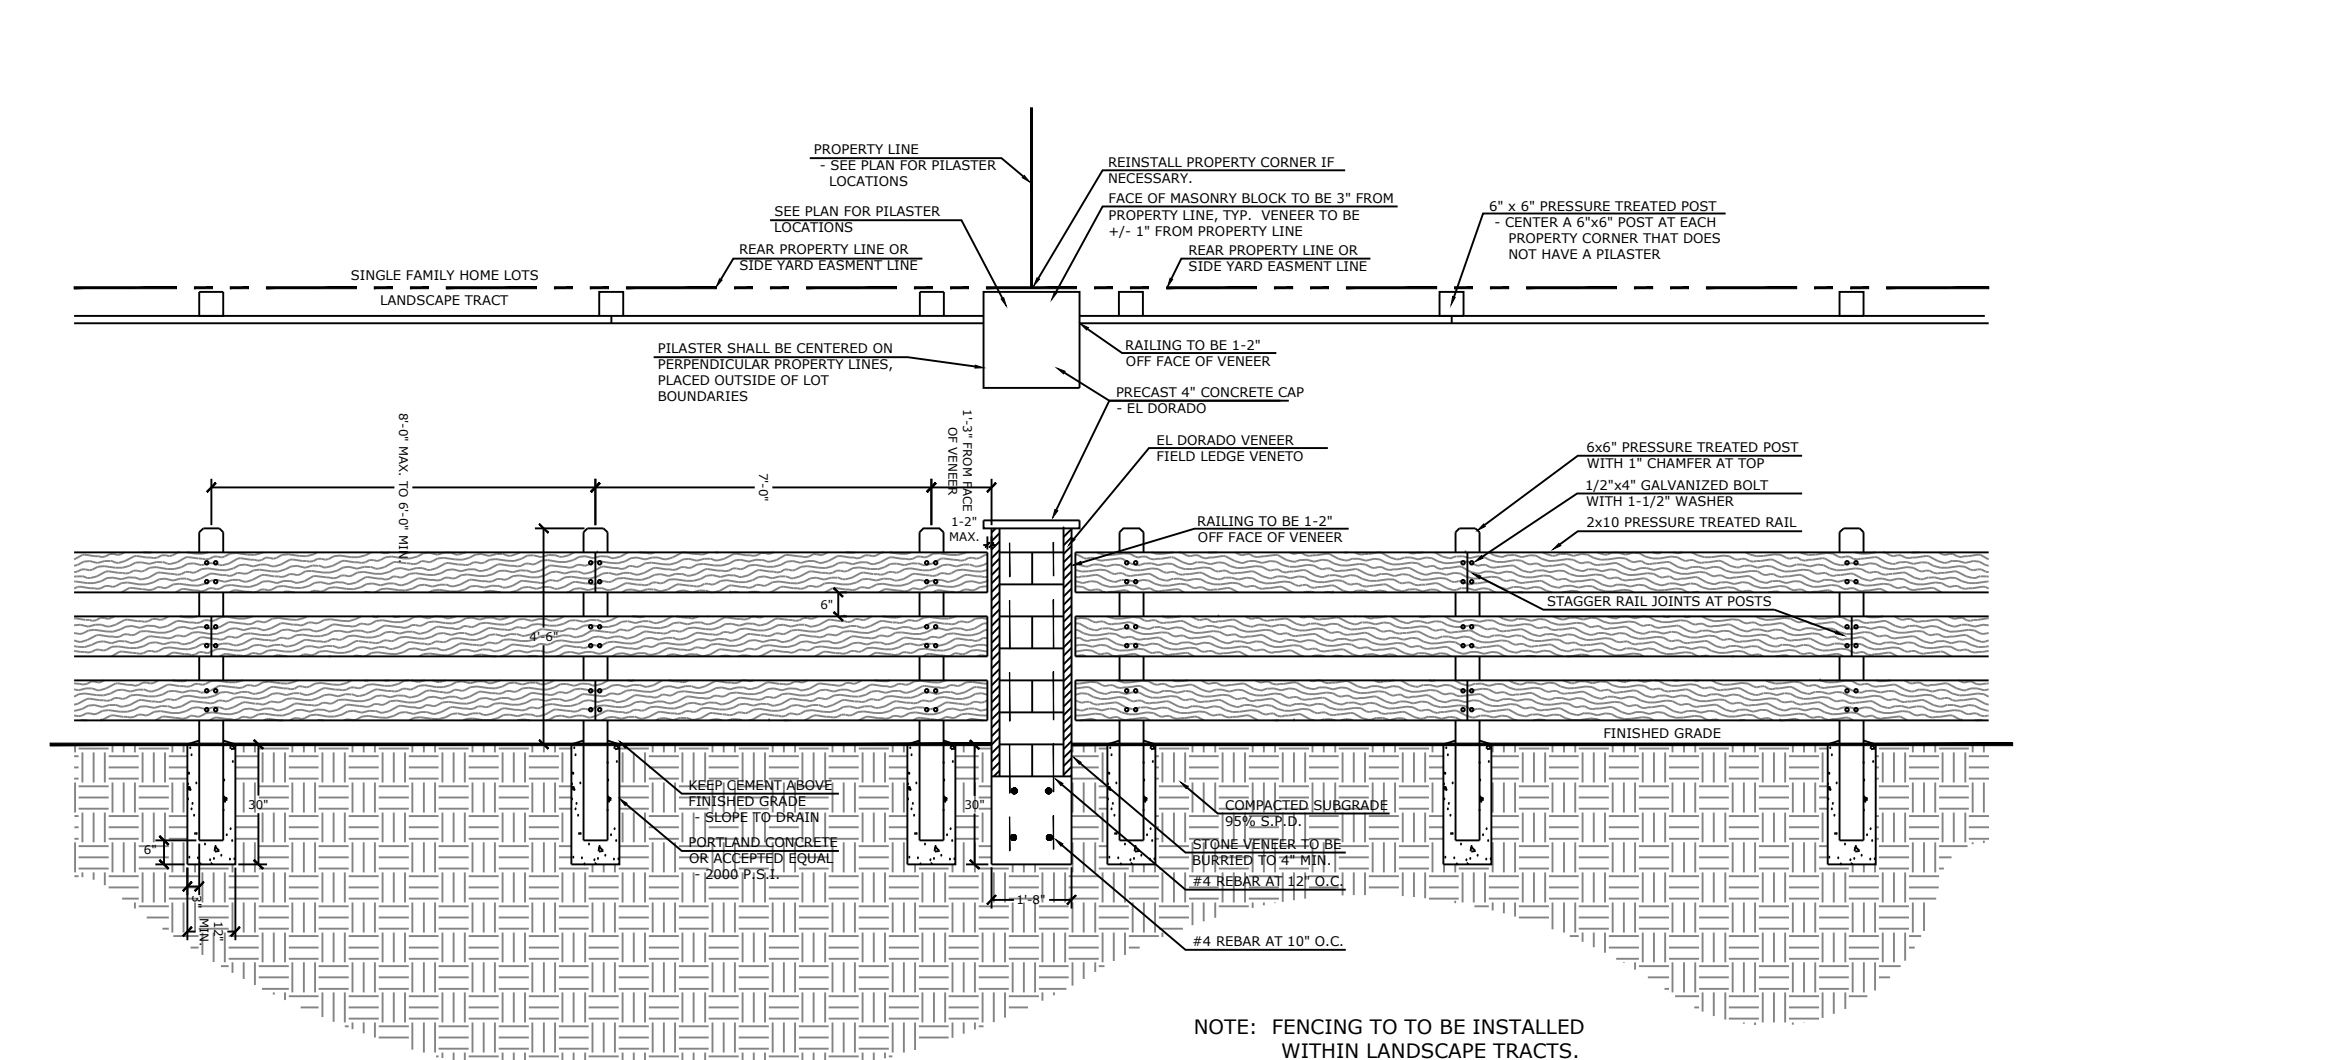 PROPERTY LINE
- SEE PLAN FOR PILASTER
LOCATIONS
REINSTALL PROPERTY CORNER IF
NECESSARY.
FACE OF MASONRY BLOCK TO BE 3" FROM
PROPERTY LINE, TYP. VENEER TO BE
+/- 1" FROM PROPERTY LINE
SEE PLAN FOR PILASTER
LOCATIONS
6" x 6" PRESSURE TREATED POST
- CENTER A 6"x6" POST AT EACH
PROPERTY CORNER THAT DOES
NOT HAVE A PILASTER
REAR PROPERTY LINE OR
SIDE YARD EASMENT LINE
REAR PROPERTY LINE OR
SIDE YARD EASMENT LINE
SINGLE FAMILY HOME LOTS
LANDSCAPE TRACT
PILASTER SHALL BE CENTERED ON
PERPENDICULAR PROPERTY LINES,
PLACED OUTSIDE OF LOT
BOUNDARIES
RAILING TO BE 1-2"
OFF FACE OF VENEER
PRECAST 4" CONCRETE CAP
- EL DORADO
EL DORADO VENEER
FIELD LEDGE VENETO
6x6" PRESSURE TREATED POST
WITH 1" CHAMFER AT TOP
1/2"x4" GALVANIZED BOLT
WITH 1-1/2" WASHER
2x10 PRESSURE TREATED RAIL
8'-0" MAX. TO 6'-0" MIN.
7'-0"
1'-3" FROM FACE
OF VENEER
1-2"
MAX.
RAILING TO BE 1-2"
OFF FACE OF VENEER
6"
4'-6"
STAGGER RAIL JOINTS AT POSTS
FINISHED GRADE
KEEP CEMENT ABOVE
FINISHED GRADE
- SLOPE TO DRAIN
PORTLAND CONCRETE
OR ACCEPTED EQUAL
- 2000 P.S.I.
30"
30"
6"
3"
MIN.
12"
1'-8"
COMPACTED SUBGRADE
95% S.P.D.
STONE VENEER TO BE
BURRIED TO 4" MIN.
#4 REBAR AT 12" O.C.
#4 REBAR AT 10" O.C.
NOTE: FENCING TO TO BE INSTALLED
WITHIN LANDSCAPE TRACTS.